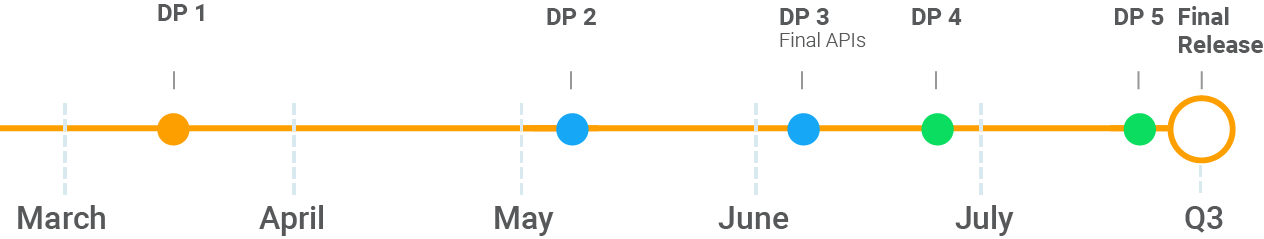 DP 1
DP 2
DP 3
Final APIs
DP 4
DP 5
Final
Release
March
April
May
June
July
Q3